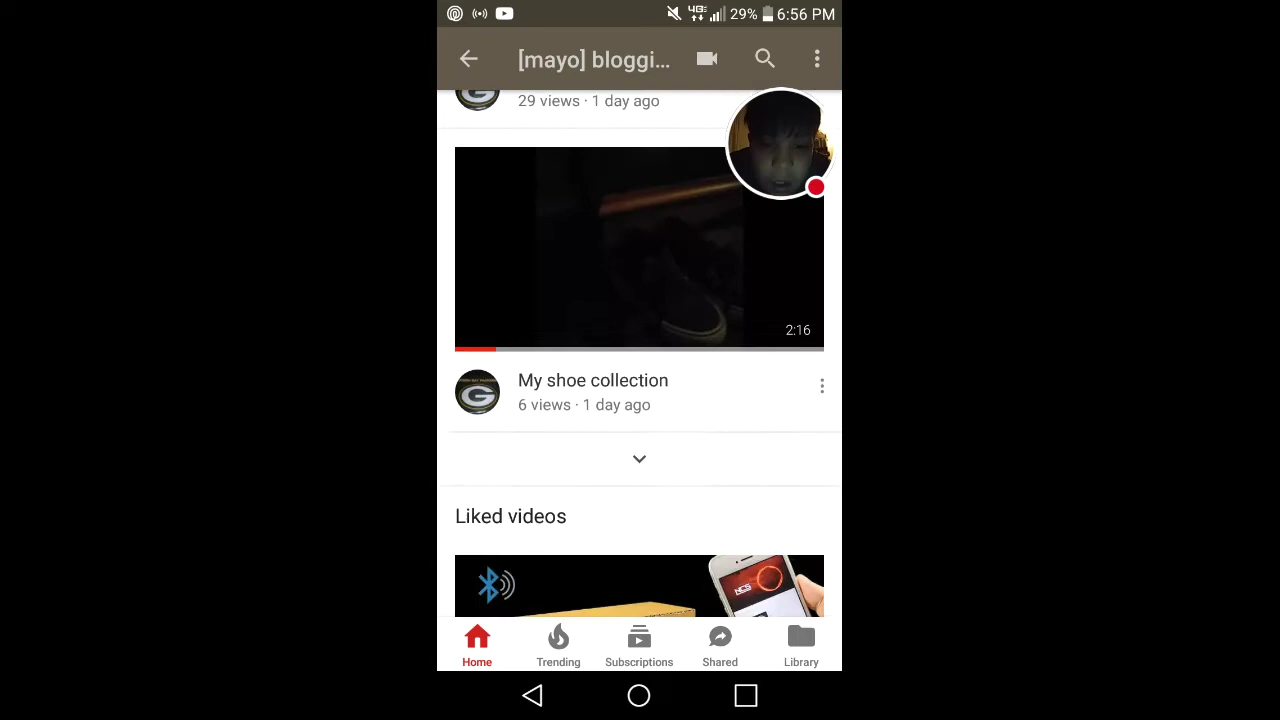 29% 6:56 PM
[mayo] bloggi...
29 views · 1 day ago
2:16
My shoe collection
6 views · 1 day ago
Liked videos
NCS
Home Trending Subscriptions Shared Library